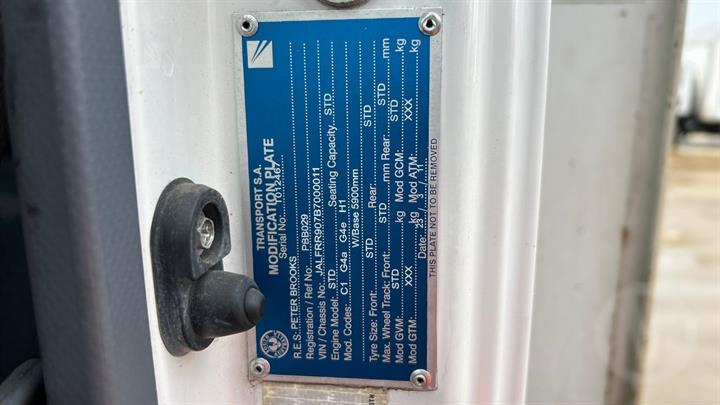 TRANSPORT S.A.
MODIFICATION PLATE
Serial No:
R.E.S: PETER BROOKS
Registration / Ref No: PBB029
VIN / Chassis No: JALFRR907B7000011
Engine Model: STD Seating Capacity STD
Mod. Codes: C1 G4a G4e H1
W/Base 5900mm
Tyre Size: Front: STD Rear: STD
Max. Wheel Track: Front: STD mm Rear: STD mm
Mod GVM: STD kg Mod GCM: STD kg
Mod GTM: XXX kg Mod ATM: XXX kg
Date: 23 / 3 / 11
THIS PLATE NOT TO BE REMOVED